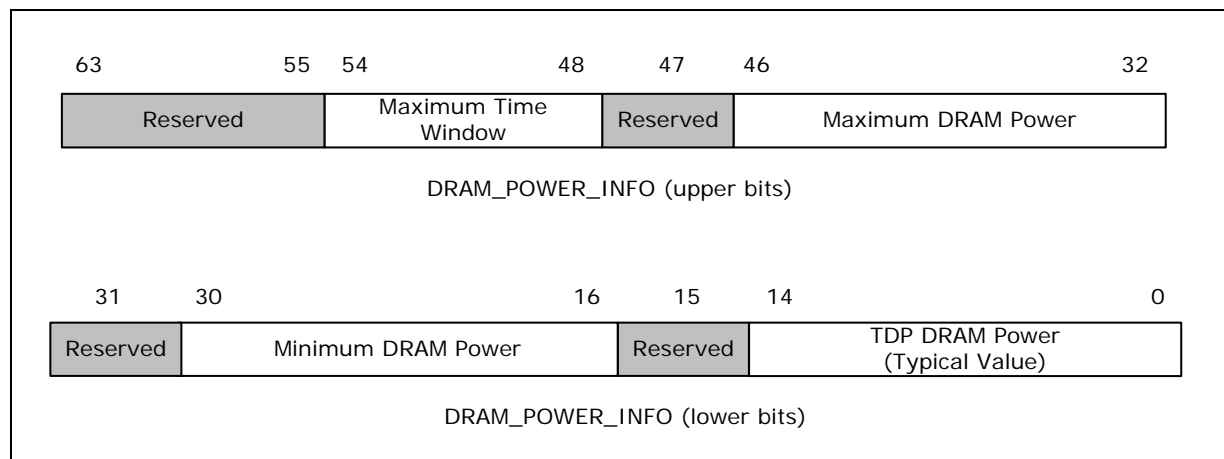 63 55 54 48 47 46 32
Reserved
Maximum Time
Window
Reserved
Maximum DRAM Power
DRAM_POWER_INFO (upper bits)
31 30 16 15 14 0
Reserved
Minimum DRAM Power
Reserved
TDP DRAM Power
(Typical Value)
DRAM_POWER_INFO (lower bits)